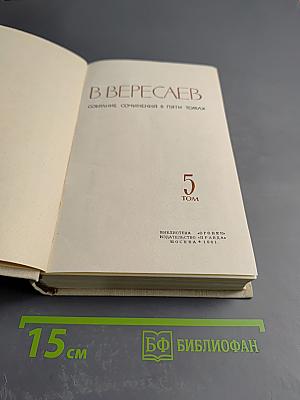 В. ВЕРЕСАЕВ
СОБРАНИЕ СОЧИНЕНИЙ В ПЯТИ ТОМАХ
5
ТОМ
БИБЛИОТЕКА «ОГОНЕК»
ИЗДАТЕЛЬСТВО «ПРАВДА»
МОСКВА • 1961
15 см
БФ БИБЛИОФАН